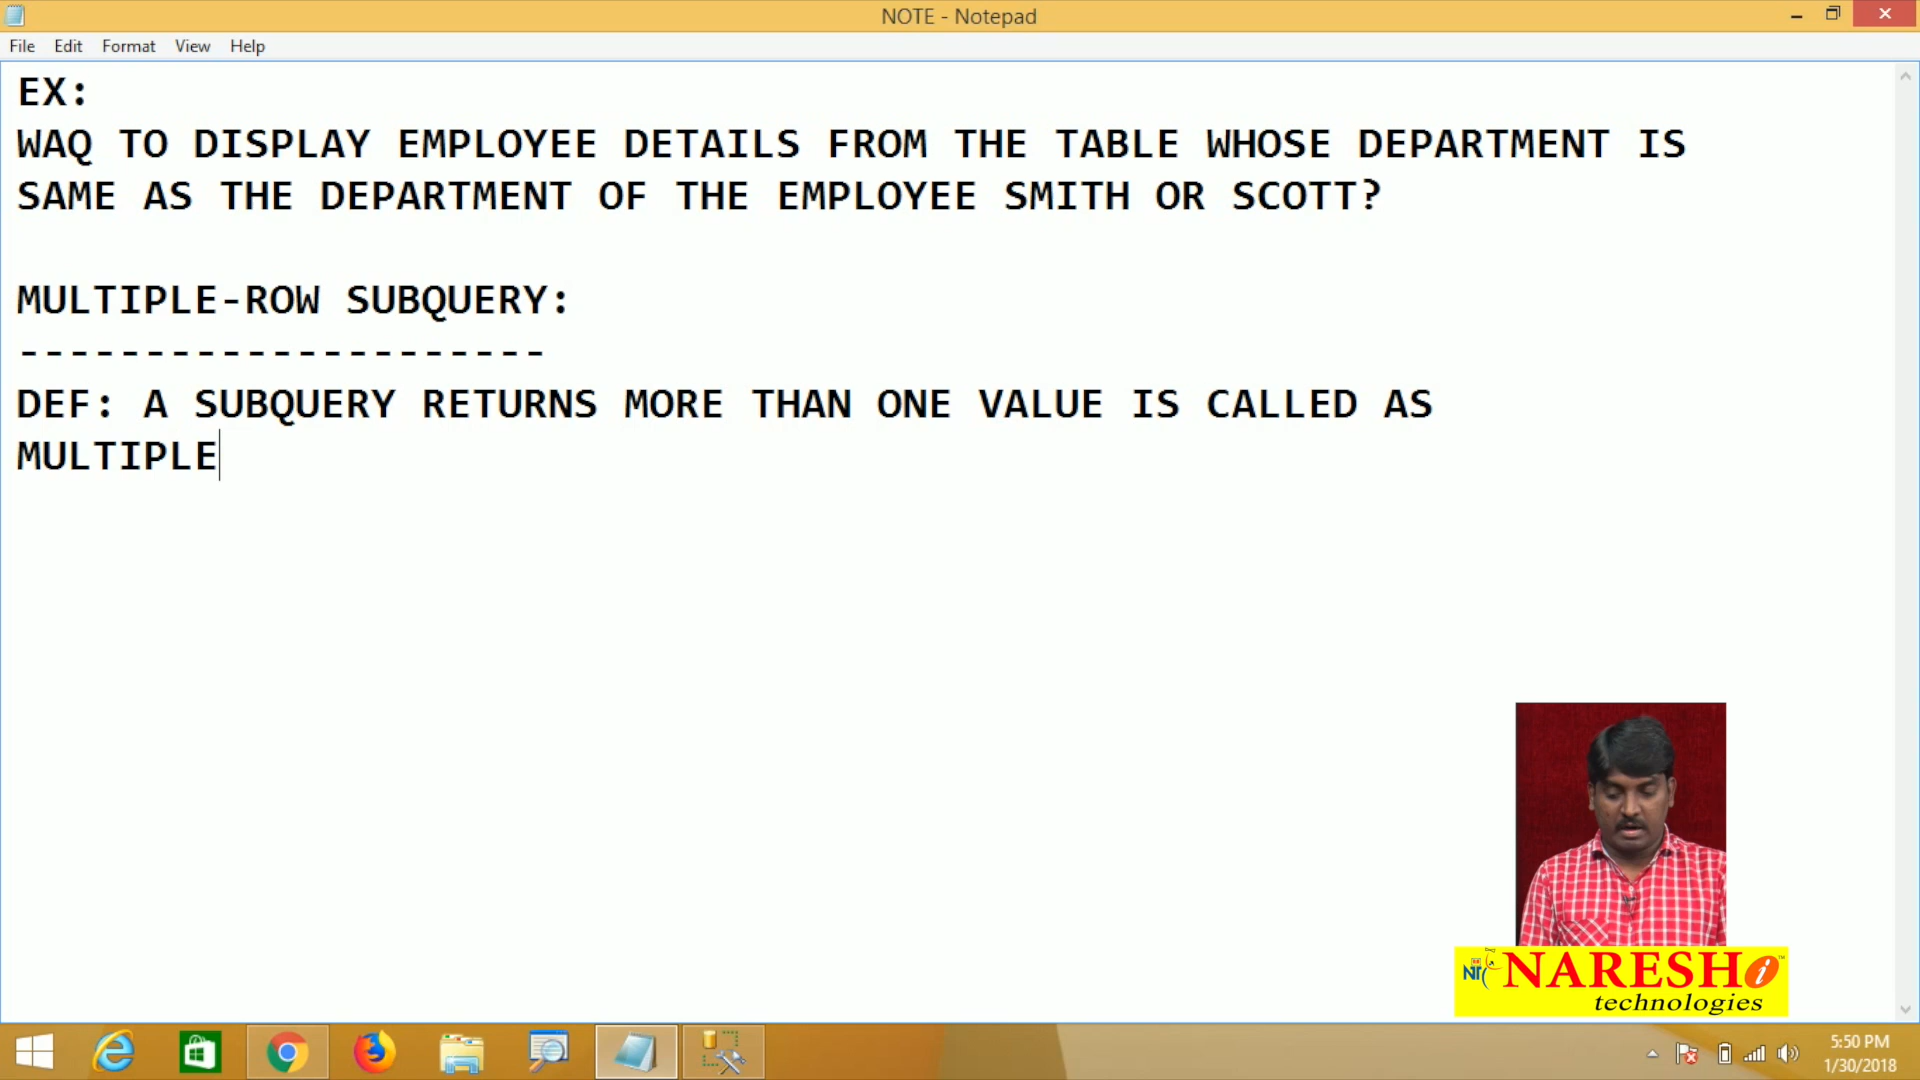 NOTE - Notepad
File Edit Format View Help
EX:
WAQ TO DISPLAY EMPLOYEE DETAILS FROM THE TABLE WHOSE DEPARTMENT IS
SAME AS THE DEPARTMENT OF THE EMPLOYEE SMITH OR SCOTT?
MULTIPLE-ROW SUBQUERY:
---------------------
DEF: A SUBQUERY RETURNS MORE THAN ONE VALUE IS CALLED AS
MULTIPLE
NARESH i
technologies
5:50 PM
1/30/2018